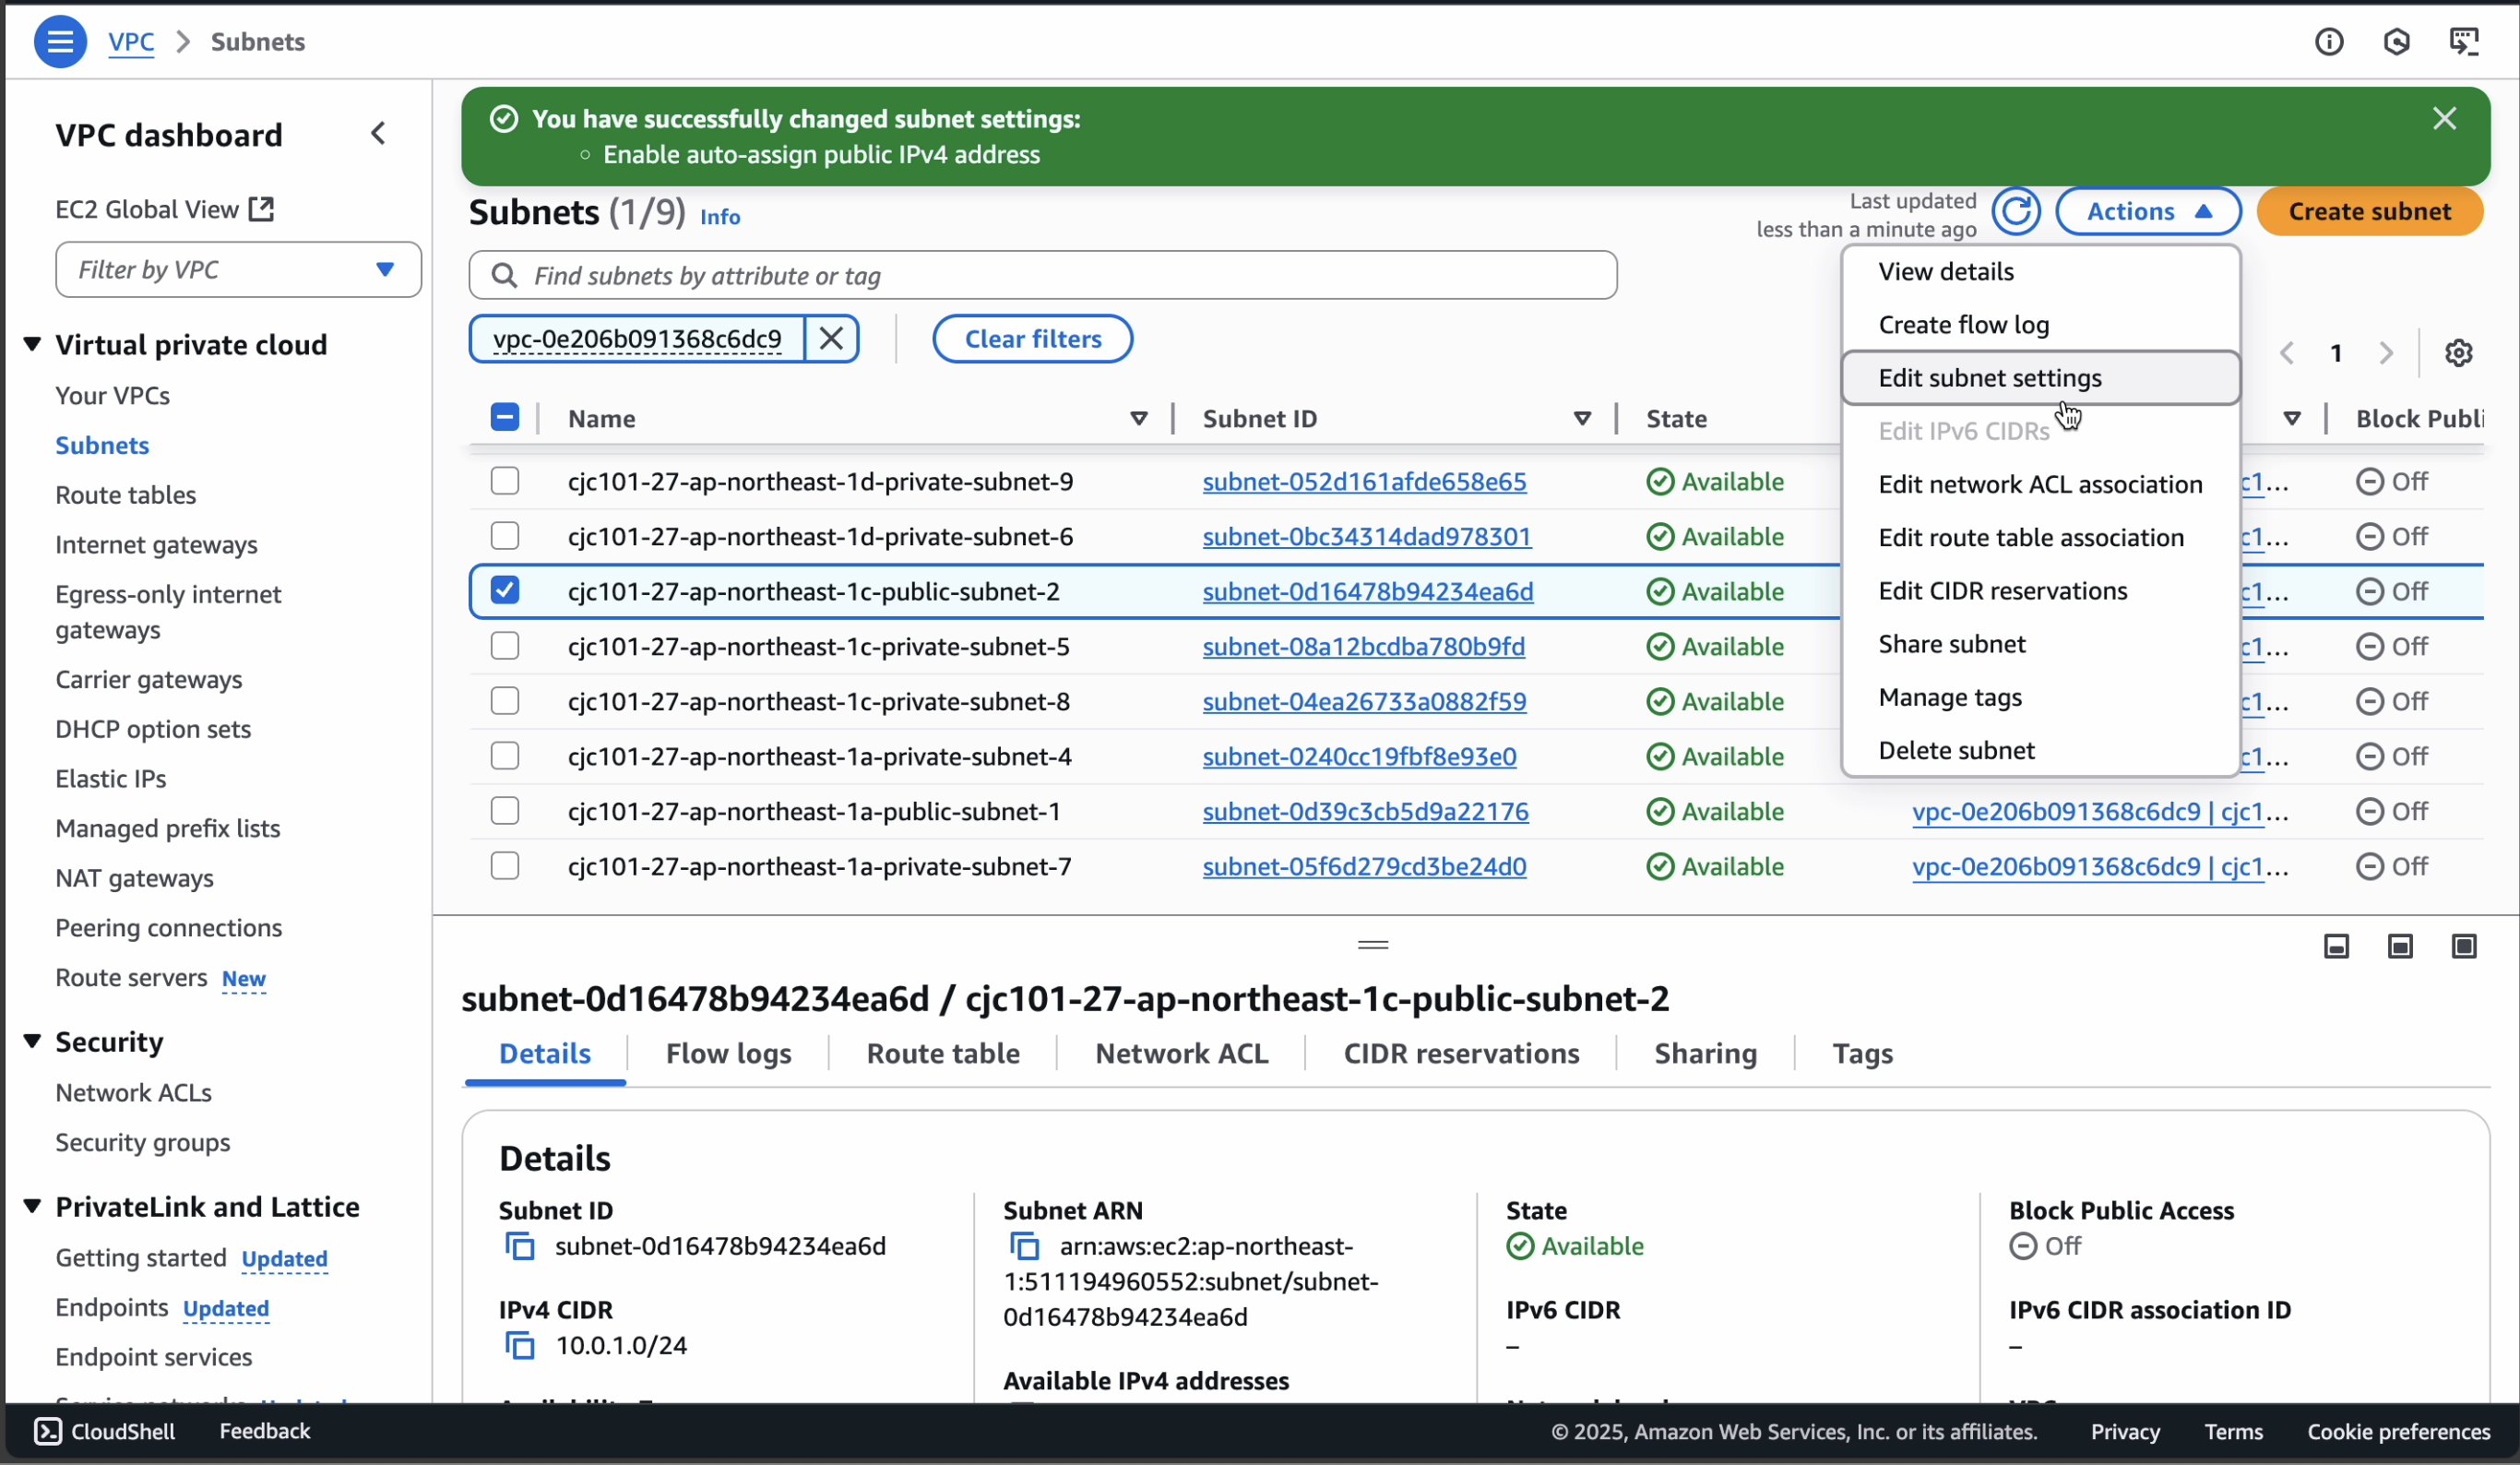 VPC > Subnets
VPC dashboard
EC2 Global View
Filter by VPC
Virtual private cloud
Your VPCs
Subnets
Route tables
Internet gateways
Egress-only internet
gateways
Carrier gateways
DHCP option sets
Elastic IPs
Managed prefix lists
NAT gateways
Peering connections
Route servers New
Security
Network ACLs
Security groups
PrivateLink and Lattice
Getting started Updated
Endpoints Updated
Endpoint services
You have successfully changed subnet settings:
Enable auto-assign public IPv4 address
Subnets (1/9) Info
Last updated
less than a minute ago
Actions
Create subnet
Find subnets by attribute or tag
vpc-0e206b091368c6dc9
Clear filters
1
View details
Create flow log
Edit subnet settings
Edit IPv6 CIDRs
Edit network ACL association
Edit route table association
Edit CIDR reservations
Share subnet
Manage tags
Delete subnet
Name Subnet ID State Block Publi
cjc101-27-ap-northeast-1d-private-subnet-9 subnet-052d161afde658e65 Available c1... Off
cjc101-27-ap-northeast-1d-private-subnet-6 subnet-0bc34314dad978301 Available c1... Off
cjc101-27-ap-northeast-1c-public-subnet-2 subnet-0d16478b94234ea6d Available c1... Off
cjc101-27-ap-northeast-1c-private-subnet-5 subnet-08a12bcdba780b9fd Available c1... Off
cjc101-27-ap-northeast-1c-private-subnet-8 subnet-04ea26733a0882f59 Available c1... Off
cjc101-27-ap-northeast-1a-private-subnet-4 subnet-0240cc19fbf8e93e0 Available c1... Off
cjc101-27-ap-northeast-1a-public-subnet-1 subnet-0d39c3cb5d9a22176 Available vpc-0e206b091368c6dc9 | cjc1... Off
cjc101-27-ap-northeast-1a-private-subnet-7 subnet-05f6d279cd3be24d0 Available vpc-0e206b091368c6dc9 | cjc1... Off
subnet-0d16478b94234ea6d / cjc101-27-ap-northeast-1c-public-subnet-2
Details Flow logs Route table Network ACL CIDR reservations Sharing Tags
Details
Subnet ID
subnet-0d16478b94234ea6d
IPv4 CIDR
10.0.1.0/24
Subnet ARN
arn:aws:ec2:ap-northeast-
1:511194960552:subnet/subnet-
0d16478b94234ea6d
Available IPv4 addresses
State
Available
IPv6 CIDR
–
Block Public Access
Off
IPv6 CIDR association ID
–
CloudShell Feedback © 2025, Amazon Web Services, Inc. or its affiliates. Privacy Terms Cookie preferences